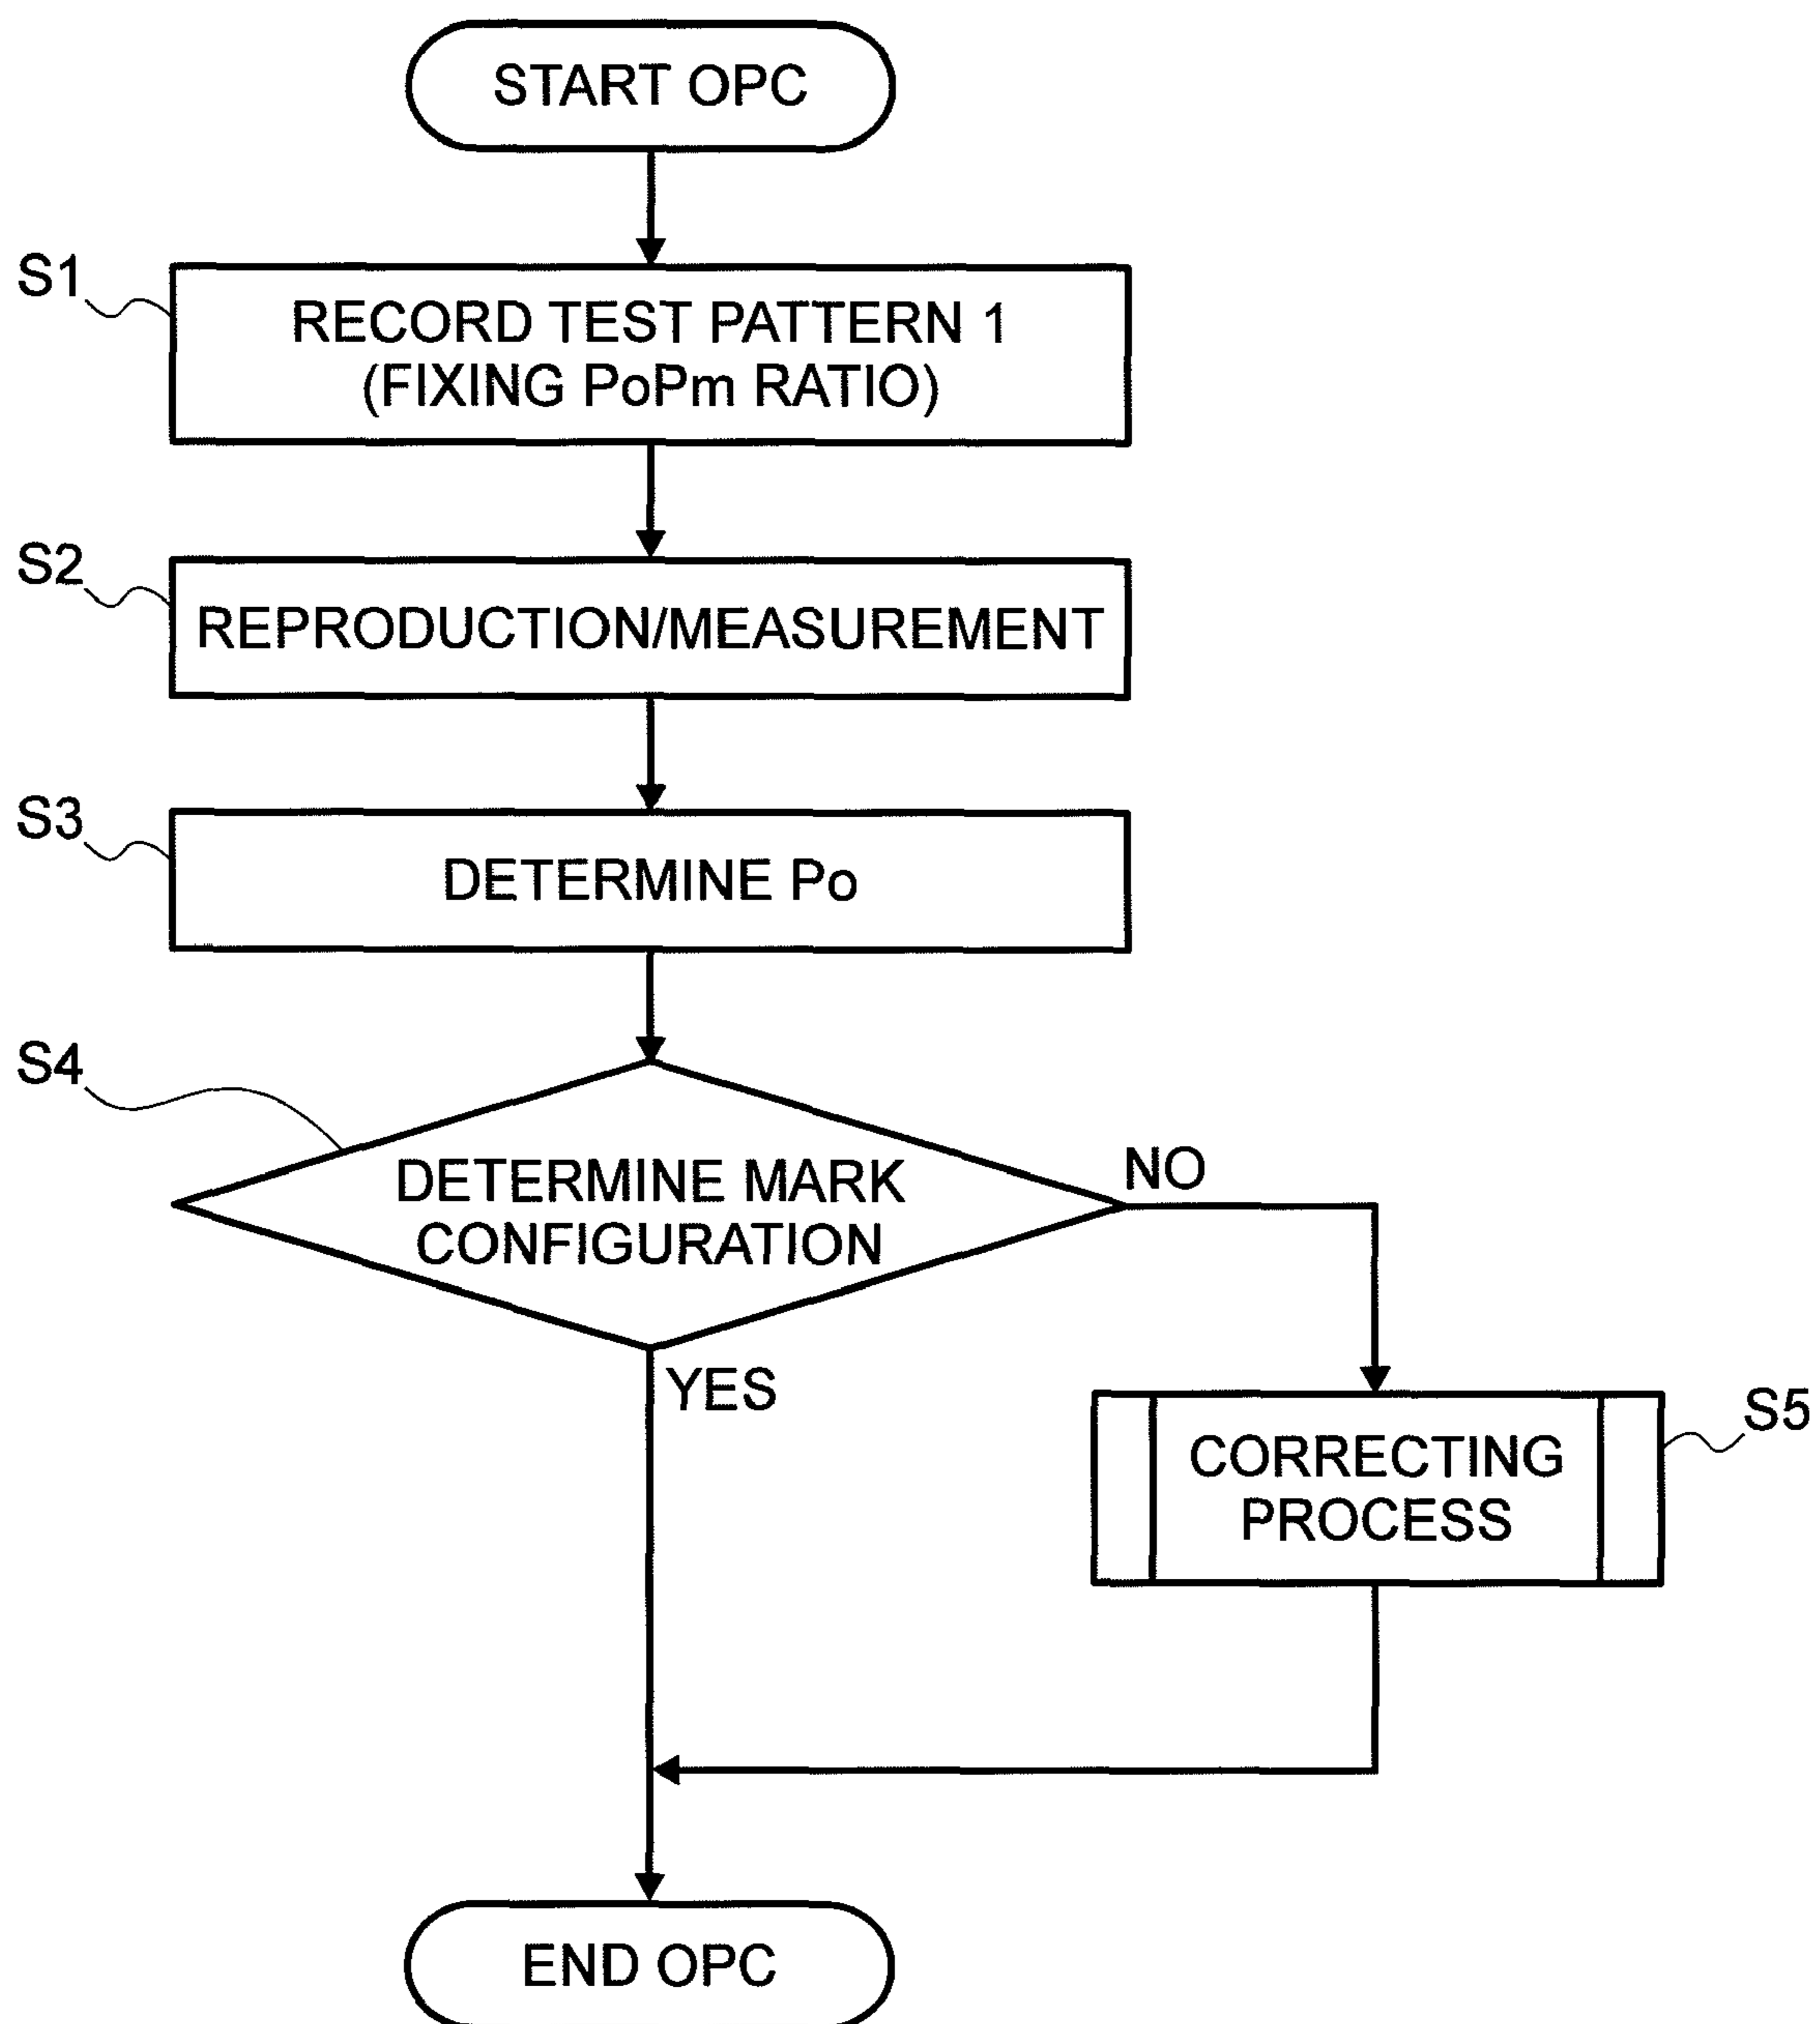 START OPC
S1
RECORD TEST PATTERN 1
(FIXING PoPm RATIO)
S2
REPRODUCTION/MEASUREMENT
S3
DETERMINE Po
S4
DETERMINE MARK
CONFIGURATION
NO
YES
CORRECTING
PROCESS
S5
END OPC